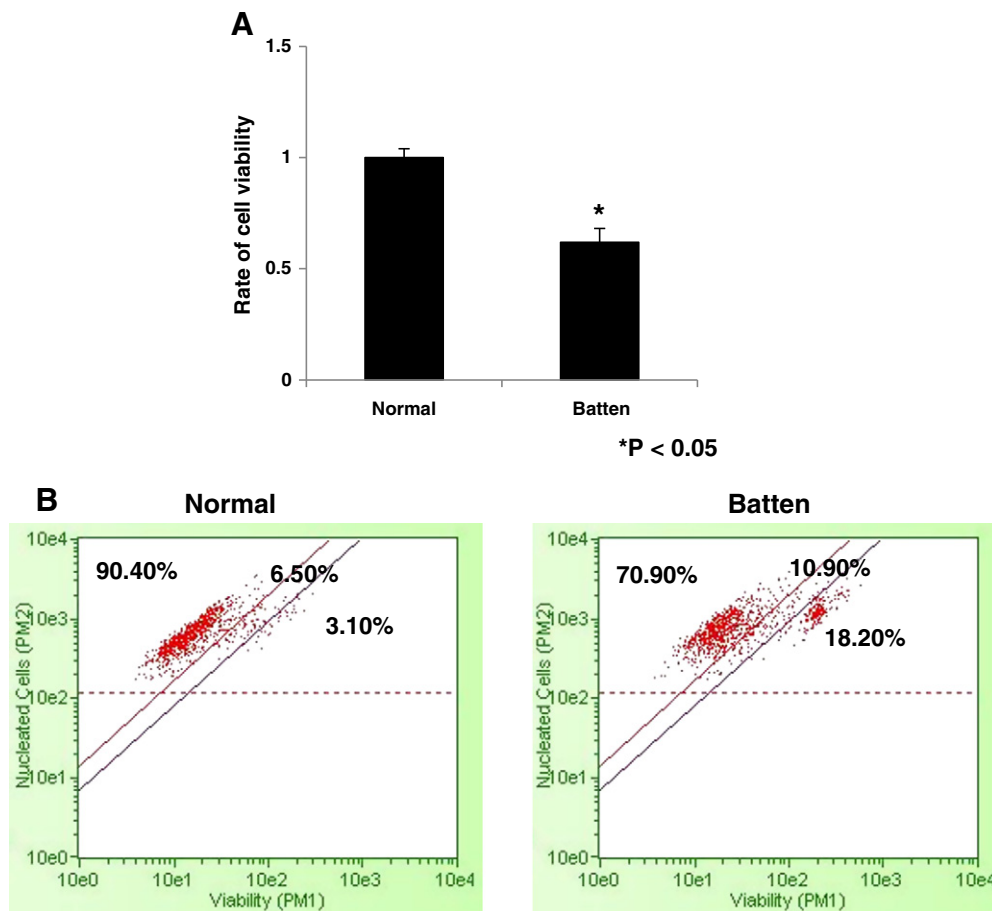 A
1.5
1
0.5
0
Rate of cell viability
*
Normal Batten
*P < 0.05
B
Normal
10e4
10e3
10e2
10e1
10e0
Nucleated Cells (PM2)
90.40%
6.50%
3.10%
10e0 10e1 10e2 10e3 10e4
Viability (PM1)
Batten
10e4
10e3
10e2
10e1
10e0
Nucleated Cells (PM2)
70.90%
10.90%
18.20%
10e0 10e1 10e2 10e3 10e4
Viability (PM1)